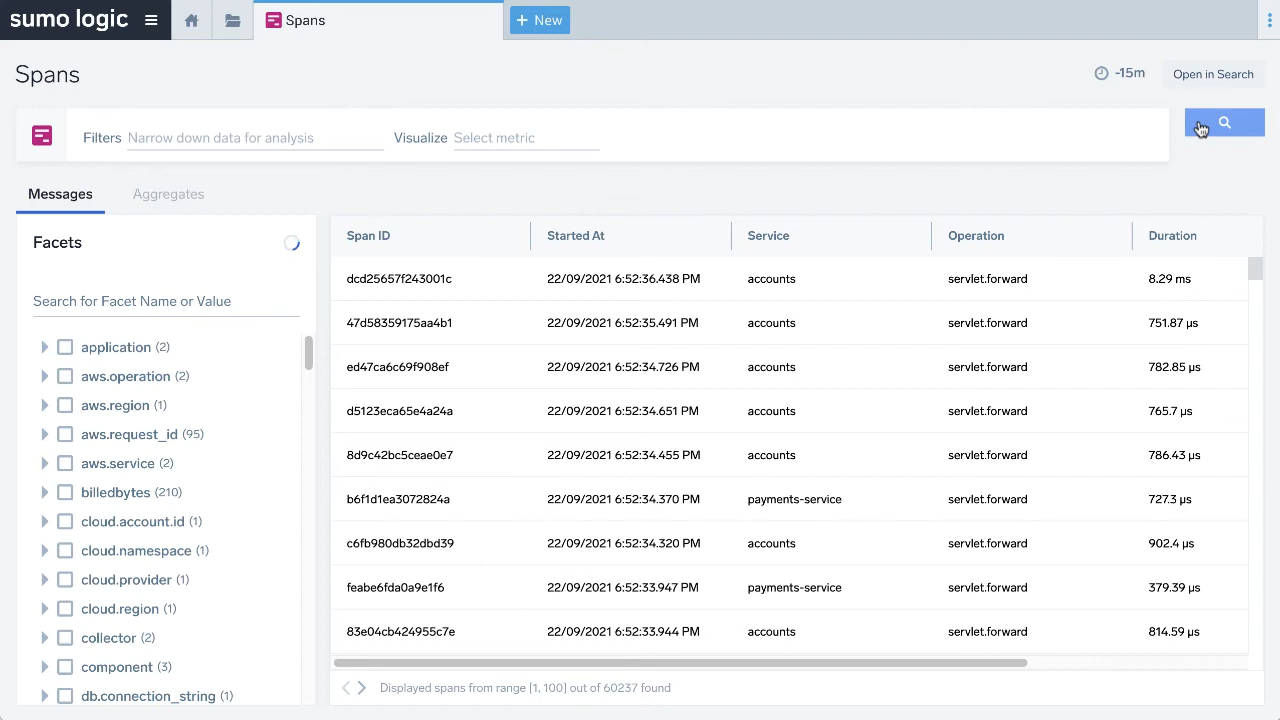 sumo logic
Spans
+ New
Spans
-15m
Open in Search
Filters Narrow down data for analysis Visualize Select metric
Messages Aggregates
Facets
Search for Facet Name or Value
application (2)
aws.operation (2)
aws.region (1)
aws.request_id (95)
aws.service (2)
billedbytes (210)
cloud.account.id (1)
cloud.namespace (1)
cloud.provider (1)
cloud.region (1)
collector (2)
component (3)
db.connection_string (1)
Span ID Started At Service Operation Duration
dcd25657f243001c 22/09/2021 6:52:36.438 PM accounts servlet.forward 8.29 ms
47d58359175aa4b1 22/09/2021 6:52:35.491 PM accounts servlet.forward 751.87 µs
ed47ca6c69f908ef 22/09/2021 6:52:34.726 PM accounts servlet.forward 782.85 µs
d5123eca65e4a24a 22/09/2021 6:52:34.651 PM accounts servlet.forward 765.7 µs
8d9c42bc5ceae0e7 22/09/2021 6:52:34.455 PM accounts servlet.forward 786.43 µs
b6f1d1ea3072824a 22/09/2021 6:52:34.370 PM payments-service servlet.forward 727.3 µs
c6fb980db32dbd39 22/09/2021 6:52:34.320 PM accounts servlet.forward 902.4 µs
feabe6fda0a9e1f6 22/09/2021 6:52:33.947 PM payments-service servlet.forward 379.39 µs
83e04cb424955c7e 22/09/2021 6:52:33.944 PM accounts servlet.forward 814.59 µs
Displayed spans from range [1, 100] out of 60237 found